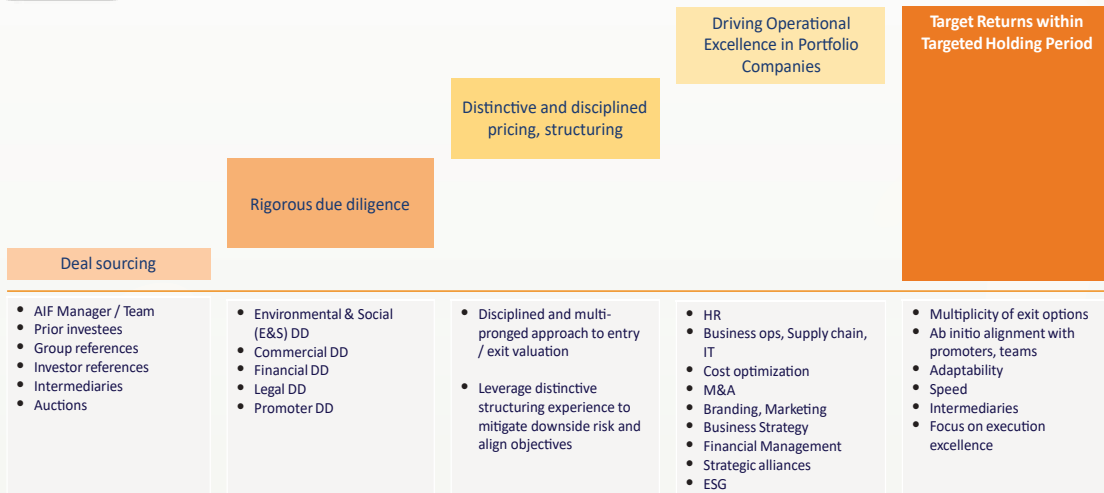 Driving Operational
Excellence in Portfolio
Companies
Target Returns within
Targeted Holding Period
Distinctive and disciplined
pricing, structuring
Rigorous due diligence
Deal sourcing
• AIF Manager / Team
• Prior investees
• Group references
• Investor references
• Intermediaries
• Auctions
• Environmental & Social
(E&S) DD
• Commercial DD
• Financial DD
• Legal DD
• Promoter DD
• Disciplined and multi-
pronged approach to entry
/ exit valuation
• Leverage distinctive
structuring experience to
mitigate downside risk and
align objectives
• HR
• Business ops, Supply chain,
IT
• Cost optimization
• M&A
• Branding, Marketing
• Business Strategy
• Financial Management
• Strategic alliances
• ESG
• Multiplicity of exit options
• Ab initio alignment with
promoters, teams
• Adaptability
• Speed
• Intermediaries
• Focus on execution
excellence